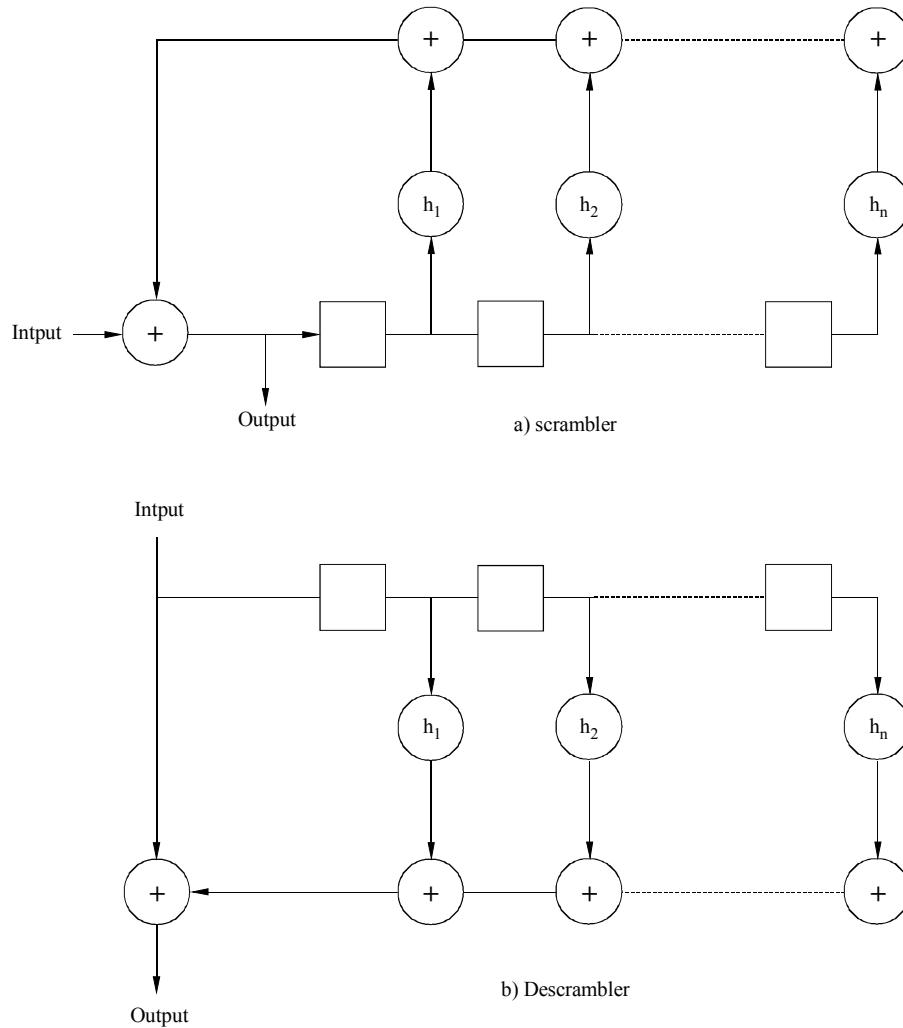 + + +
h1 h2 hn
Intput +
Output
a) scrambler
Intput
h1 h2 hn
+ + + +
b) Descrambler
Output